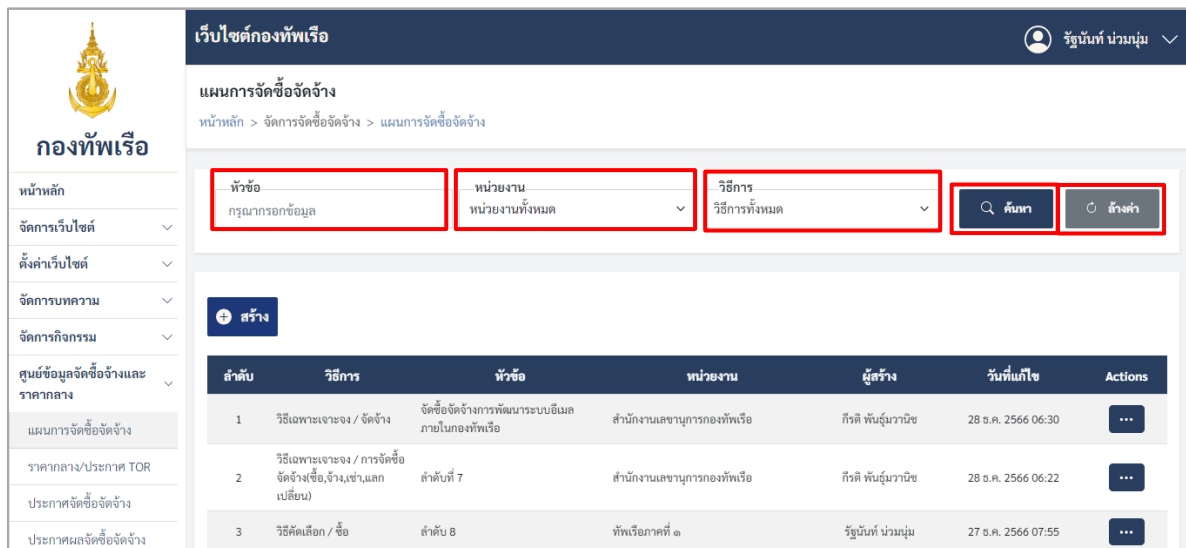 เว็บไซต์กองทัพเรือ
รัฐนันท์ น่วมนุ่ม
แผนการจัดซื้อจัดจ้าง
หน้าหลัก > จัดการจัดซื้อจัดจ้าง > แผนการจัดซื้อจัดจ้าง
กองทัพเรือ
หน้าหลัก
จัดการเว็บไซต์
ตั้งค่าเว็บไซต์
จัดการบทความ
จัดการกิจกรรม
ศูนย์ข้อมูลจัดซื้อจ้างและ
ราคากลาง
แผนการจัดซื้อจัดจ้าง
ราคากลาง/ประกาศ TOR
ประกาศจัดซื้อจัดจ้าง
ประกาศผลจัดซื้อจัดจ้าง
หัวข้อ
กรุณากรอกข้อมูล
หน่วยงาน
หน่วยงานทั้งหมด
วิธีการ
วิธีการทั้งหมด
ค้นหา
ล้างค่า
สร้าง
ลำดับ วิธีการ หัวข้อ หน่วยงาน ผู้สร้าง วันที่แก้ไข Actions
1 วิธีเฉพาะเจาะจง / จัดจ้าง จัดซื้อจัดจ้างการพัฒนาระบบอีเมล สำนักงานเลขานุการกองทัพเรือ กีรติ พันธุ์มวานิช 28 ธ.ค. 2566 06:30
ภายในกองทัพเรือ
วิธีเฉพาะเจาะจง / การจัดซื้อ
2 จัดจ้าง(ซื้อ,จ้าง,เช่า,แลก ลำดับที่ 7 สำนักงานเลขานุการกองทัพเรือ กีรติ พันธุ์มวานิช 28 ธ.ค. 2566 06:22
เปลี่ยน)
3 วิธีคัดเลือก / ซื้อ ลำดับ 8 ทัพเรือภาคที่ ๑ รัฐนันท์ น่วมนุ่ม 27 ธ.ค. 2566 07:55